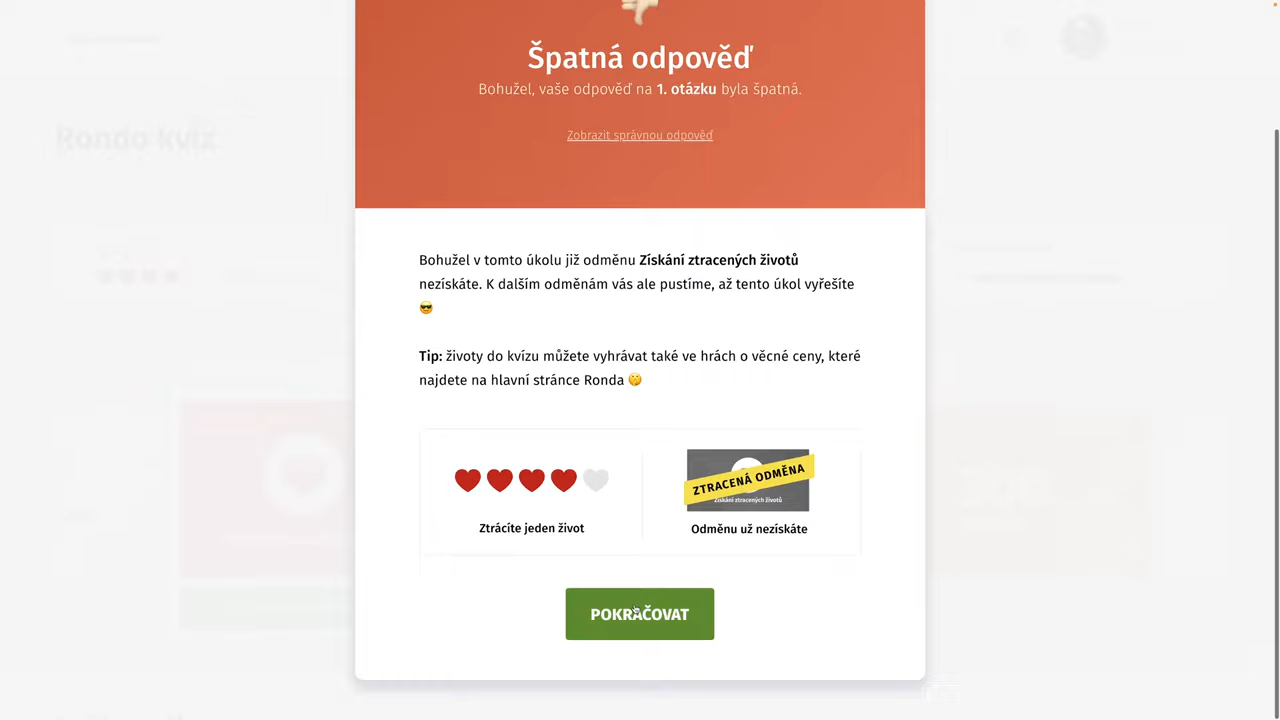 Špatná odpověď
Bohužel, vaše odpověď na 1. otázku byla špatná.
Zobrazit správnou odpověď
Rondo kvíz
Bohužel v tomto úkolu již odměnu Získání ztracených životů
nezískáte. K dalším odměnám vás ale pustíme, až tento úkol vyřešíte
😎
Tip: životy do kvízu můžete vyhrávat také ve hrách o věcné ceny, které
najdete na hlavní stránce Ronda 🤫
ZTRACENÁ ODMĚNA
Získání ztracených životů
Ztrácíte jeden život
Odměnu už nezískáte
POKRAČOVAT